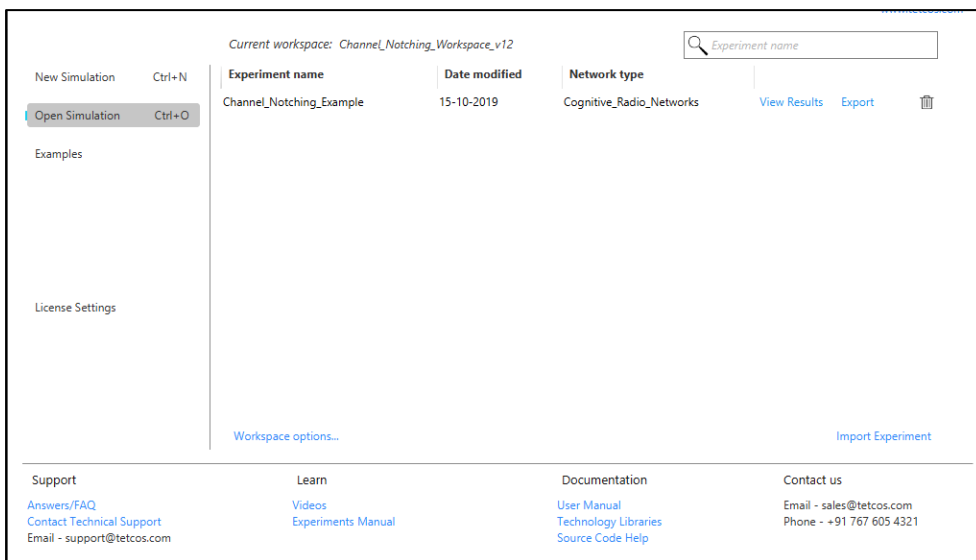 Current workspace: Channel_Notching_Workspace_v12
Experiment name
New Simulation Ctrl+N
Experiment name Date modified Network type
Channel_Notching_Example 15-10-2019 Cognitive_Radio_Networks View Results Export
Open Simulation Ctrl+O
Examples
License Settings
Workspace options... Import Experiment
Support Learn Documentation Contact us
Answers/FAQ Videos User Manual Email - sales@tetcos.com
Contact Technical Support Experiments Manual Technology Libraries Phone - +91 767 605 4321
Email - support@tetcos.com Source Code Help